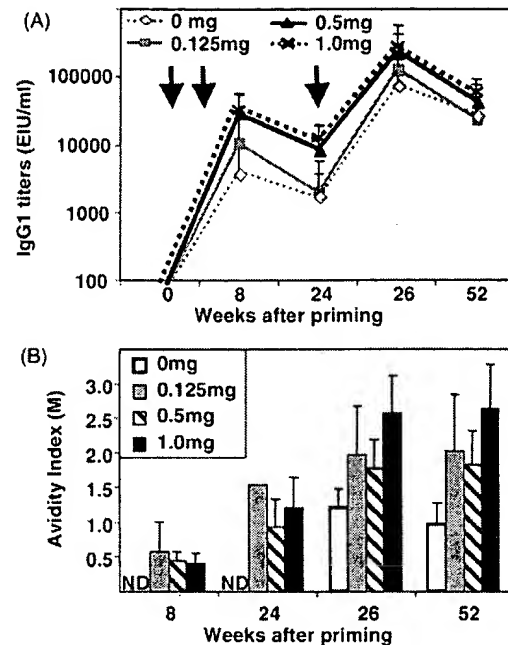 (A)
0 mg
0.5mg
0.125mg
1.0mg
IgG1 titers (EIU/ml)
100000
10000
1000
100
0 8 24 26 52
Weeks after priming
(B)
0mg
0.125mg
0.5mg
1.0mg
Avidity Index (M)
3.0
2.5
2.0
1.5
1.0
0.5
ND ND
8 24 26 52
Weeks after priming